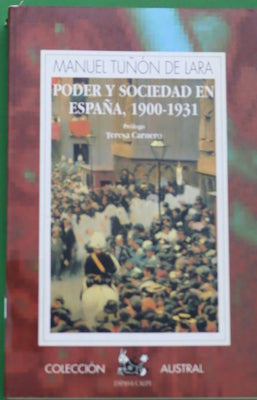 MANUEL TUÑÓN DE LARA
PODER Y SOCIEDAD EN
ESPAÑA, 1900-1931
Prólogo
Teresa Carnero
COLECCIÓN AUSTRAL
ESPASA CALPE